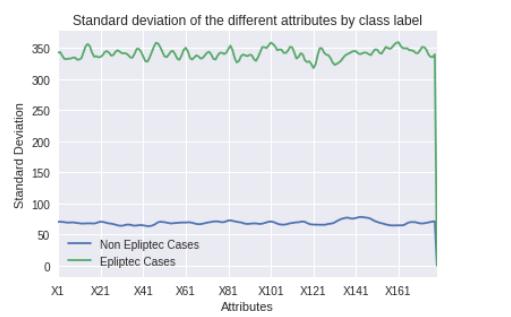 Standard deviation of the different attributes by class label
350
300
250
200
150
100
50
0
Standard Deviation
Non Epliptec Cases
Epliptec Cases
X1 X21 X41 X61 X81 X101 X121 X141 X161
Attributes